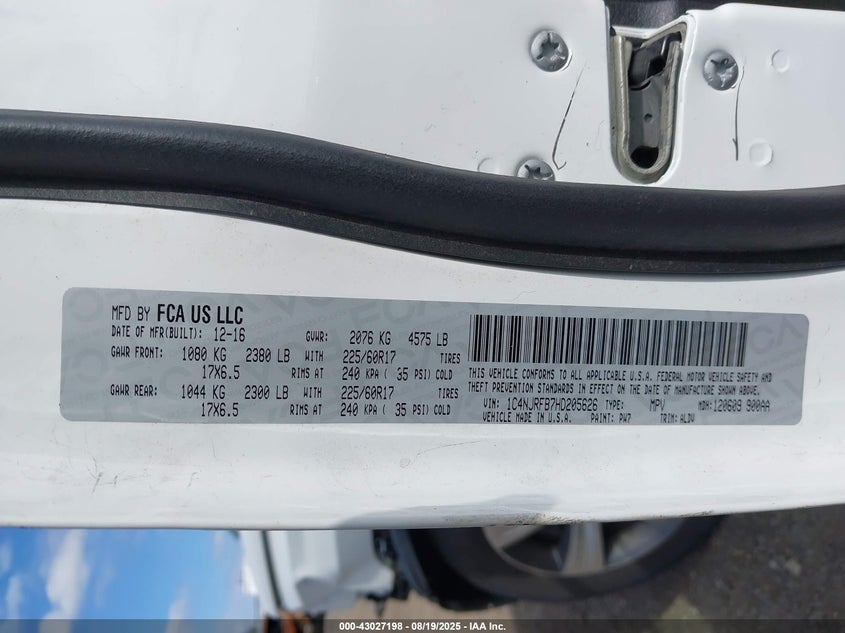 MFD BY FCA US LLC
DATE OF MFR(BUILT): 12-16 GVWR: 2076 KG 4575 LB
GAWR FRONT: 1080 KG 2380 LB WITH 225/60R17 TIRES
17X6.5 RIMS AT 240 KPA ( 35 PSI) COLD
GAWR REAR: 1044 KG 2300 LB WITH 225/60R17 TIRES
17X6.5 RIMS AT 240 KPA ( 35 PSI) COLD
THIS VEHICLE CONFORMS TO ALL APPLICABLE U.S.A. FEDERAL MOTOR VEHICLE SAFETY AND
THEFT PREVENTION STANDARDS IN EFFECT ON THE DATE OF MANUFACTURE SHOWN ABOVE.
VIN: 1C4NJRFB7HD205626 TYPE: MPV MDH: 120609 900AA
VEHICLE MADE IN U.S.A. PAINT: PW7 TRIM: ALDV
000-43027198 - 08/19/2025 - IAA Inc.